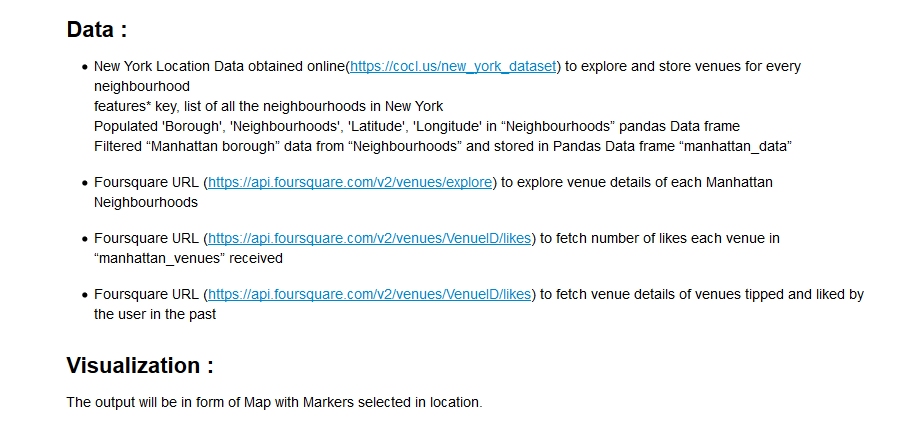 Data :
• New York Location Data obtained online(https://cocl.us/new_york_dataset) to explore and store venues for every
neighbourhood
features* key, list of all the neighbourhoods in New York
Populated 'Borough', 'Neighbourhoods', 'Latitude', 'Longitude' in “Neighbourhoods” pandas Data frame
Filtered “Manhattan borough” data from “Neighbourhoods” and stored in Pandas Data frame “manhattan_data”
• Foursquare URL (https://api.foursquare.com/v2/venues/explore) to explore venue details of each Manhattan
Neighbourhoods
• Foursquare URL (https://api.foursquare.com/v2/venues/VenueID/likes) to fetch number of likes each venue in
“manhattan_venues” received
• Foursquare URL (https://api.foursquare.com/v2/venues/VenueID/likes) to fetch venue details of venues tipped and liked by
the user in the past
Visualization :
The output will be in form of Map with Markers selected in location.